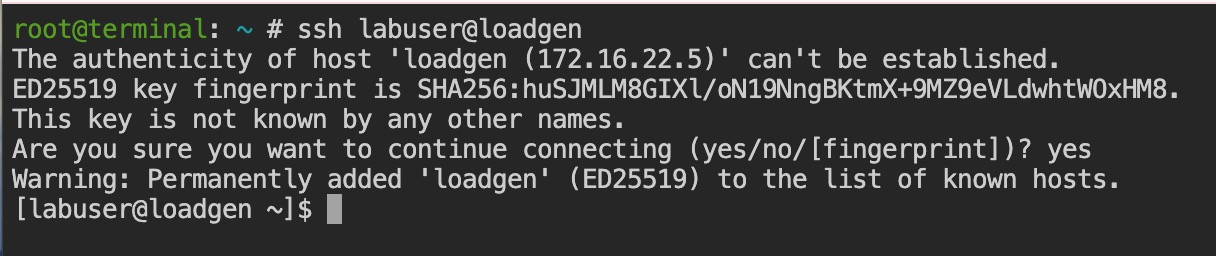 root@terminal: ~ # ssh labuser@loadgen
The authenticity of host 'loadgen (172.16.22.5)' can't be established.
ED25519 key fingerprint is SHA256:huSJMLM8GIXl/oN19NngBKtmX+9MZ9eVLdwhtWOxHM8.
This key is not known by any other names.
Are you sure you want to continue connecting (yes/no/[fingerprint])? yes
Warning: Permanently added 'loadgen' (ED25519) to the list of known hosts.
[labuser@loadgen ~]$